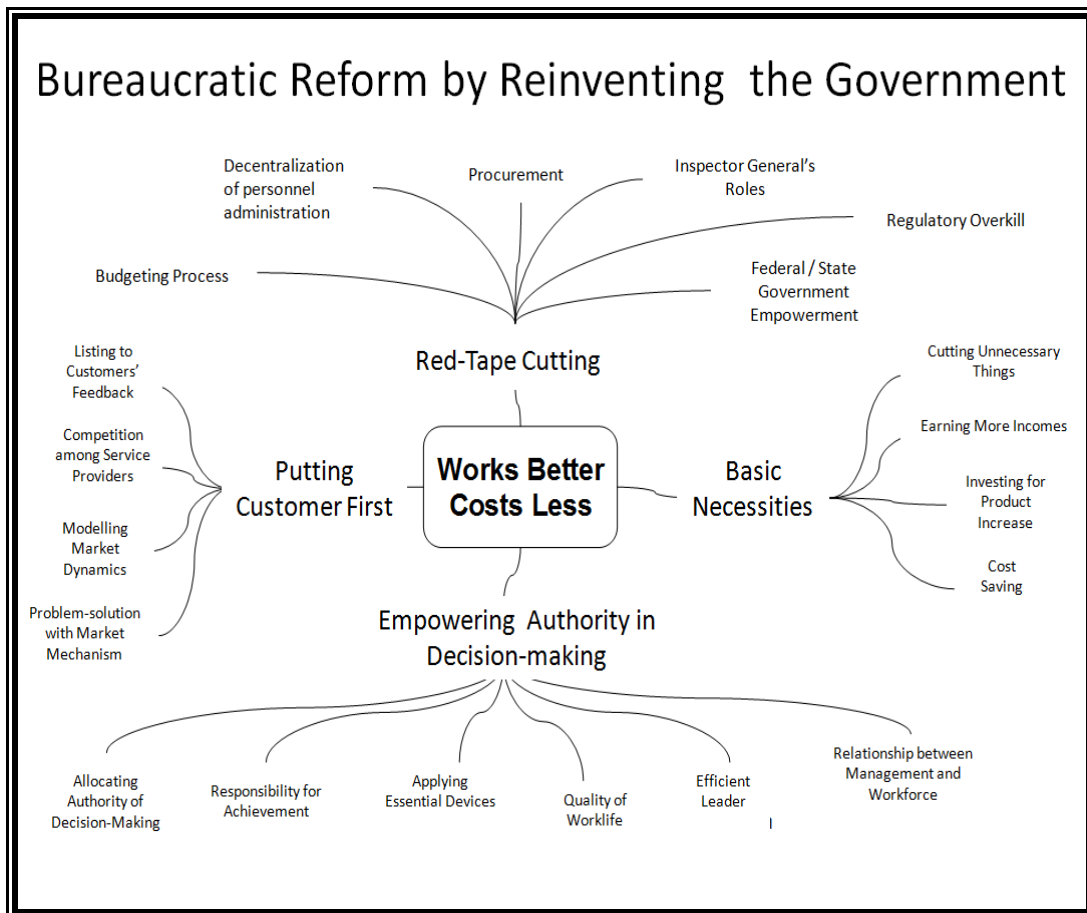 Bureaucratic Reform by Reinventing the Government
Decentralization
of personnel
administration
Procurement
Inspector General's
Roles
Regulatory Overkill
Budgeting Process
Federal / State
Government
Empowerment
Red-Tape Cutting
Listing to
Customers'
Feedback
Competition
among Service
Providers
Modelling
Market
Dynamics
Problem-solution
with Market
Mechanism
Putting
Customer First
Works Better
Costs Less
Basic
Necessities
Cutting Unnecessary
Things
Earning More Incomes
Investing for
Product
Increase
Cost
Saving
Empowering Authority in
Decision-making
Allocating
Authority of
Decision-Making
Responsibility for
Achievement
Applying
Essential Devices
Quality of
Worklife
Efficient
Leader
Relationship between
Management and
Workforce